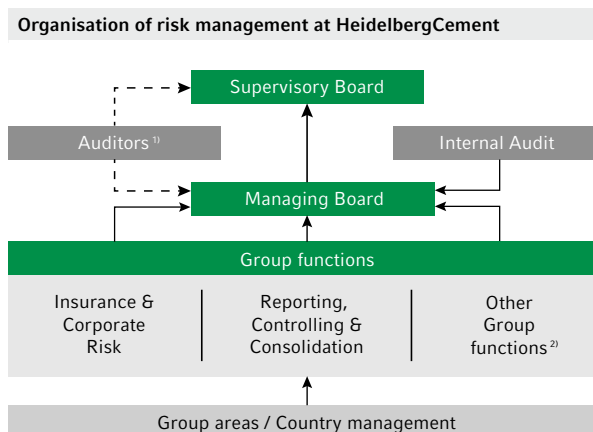 Organisation of risk management at HeidelbergCement
Supervisory Board
Auditors ¹⁾
Internal Audit
Managing Board
Group functions
Insurance &
Corporate
Risk
Reporting,
Controlling &
Consolidation
Other
Group
functions ²⁾
Group areas / Country management